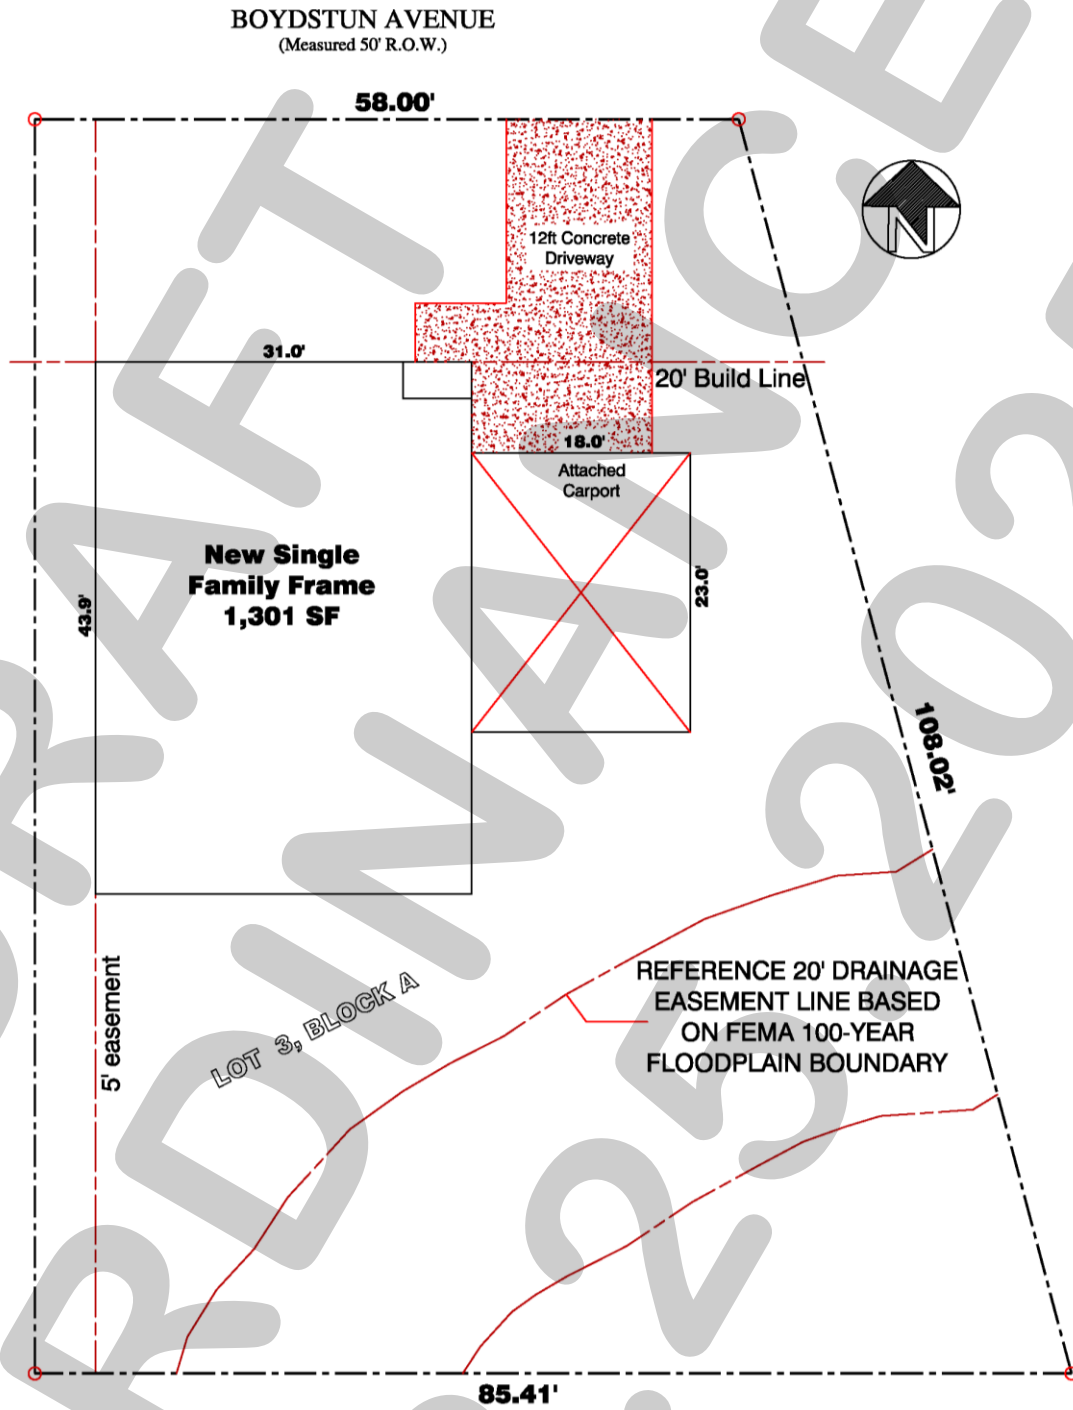 BOYDSTUN AVENUE
(Measured 50' R.O.W.)
58.00'
N
12ft Concrete
Driveway
31.0'
20' Build Line
18.0'
Attached
Carport
New Single
Family Frame
1,301 SF
43.9'
23.0'
108.02'
5' easement
LOT 3, BLOCK A
REFERENCE 20' DRAINAGE
EASEMENT LINE BASED
ON FEMA 100-YEAR
FLOODPLAIN BOUNDARY
85.41'
DRAFT
ORDINANCE